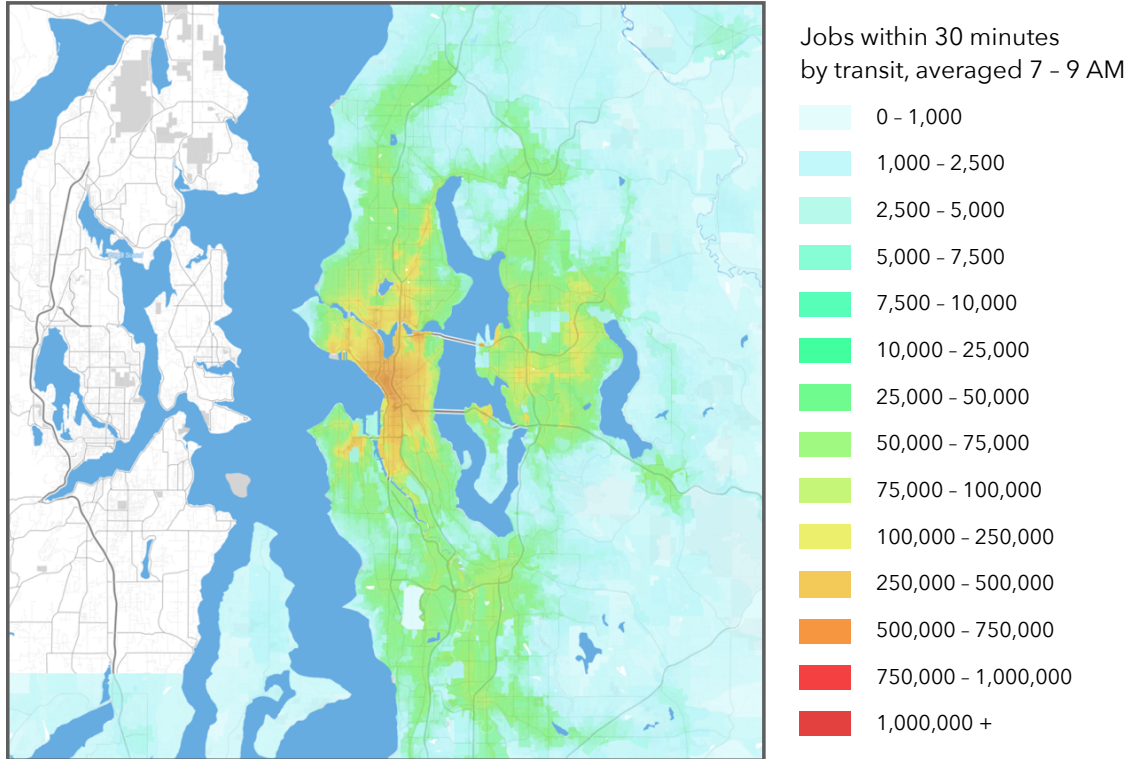 Jobs within 30 minutes
by transit, averaged 7 – 9 AM
0 – 1,000
1,000 – 2,500
2,500 – 5,000
5,000 – 7,500
7,500 – 10,000
10,000 – 25,000
25,000 – 50,000
50,000 – 75,000
75,000 – 100,000
100,000 – 250,000
250,000 – 500,000
500,000 – 750,000
750,000 – 1,000,000
1,000,000 +